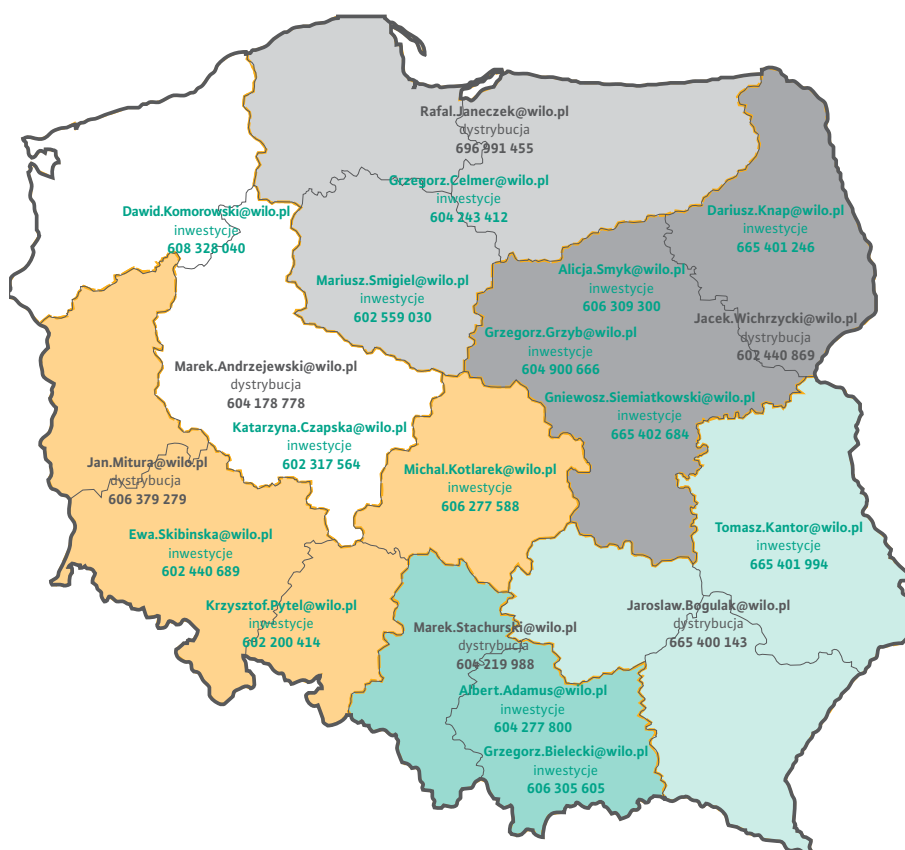 Rafal.Janeczek@wilo.pl
dystrybucja
696 991 455
Grzegorz.Celmer@wilo.pl
inwestycje
604 243 412
Dawid.Komorowski@wilo.pl
inwestycje
608 328 040
Dariusz.Knap@wilo.pl
inwestycje
665 401 246
Mariusz.Smigiel@wilo.pl
inwestycje
602 559 030
Alicja.Smyk@wilo.pl
inwestycje
606 309 300
Jacek.Wichrzycki@wilo.pl
dystrybucja
602 440 869
Grzegorz.Grzyb@wilo.pl
inwestycje
604 900 666
Marek.Andrzejewski@wilo.pl
dystrybucja
604 178 778
Gniewosz.Siemiatkowski@wilo.pl
inwestycje
665 402 684
Katarzyna.Czapska@wilo.pl
inwestycje
602 317 564
Jan.Mitura@wilo.pl
dystrybucja
606 379 279
Michal.Kotlarek@wilo.pl
inwestycje
606 277 588
Ewa.Skibinska@wilo.pl
inwestycje
602 440 689
Tomasz.Kantor@wilo.pl
inwestycje
665 401 994
Krzysztof.Pytel@wilo.pl
inwestycje
662 200 414
Jaroslaw.Bogulak@wilo.pl
dystrybucja
665 400 143
Marek.Stachurski@wilo.pl
dystrybucja
604 219 988
Albert.Adamus@wilo.pl
inwestycje
604 277 800
Grzegorz.Bielecki@wilo.pl
inwestycje
606 305 605